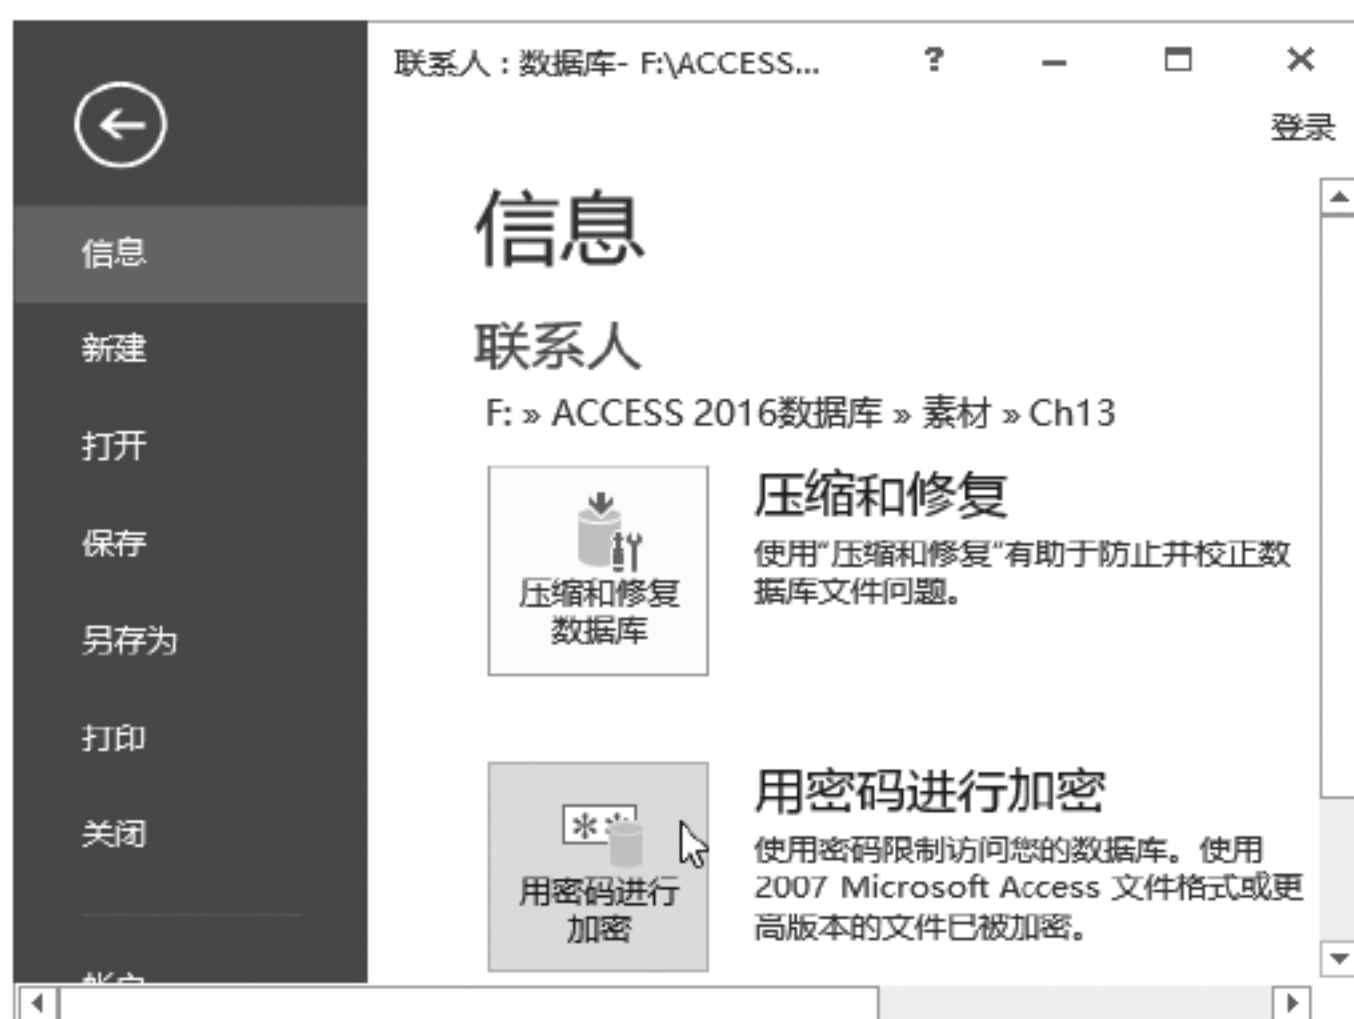 联系人 : 数据库- F:\ACCESS...
?
登录
信息
新建
打开
保存
另存为
打印
关闭
信息
联系人
F: » ACCESS 2016数据库 » 素材 » Ch13
压缩和修复
数据库
压缩和修复
使用"压缩和修复"有助于防止并校正数
据库文件问题。
用密码进行
加密
用密码进行加密
使用密码限制访问您的数据库。使用
2007 Microsoft Access 文件格式或更
高版本的文件已被加密。